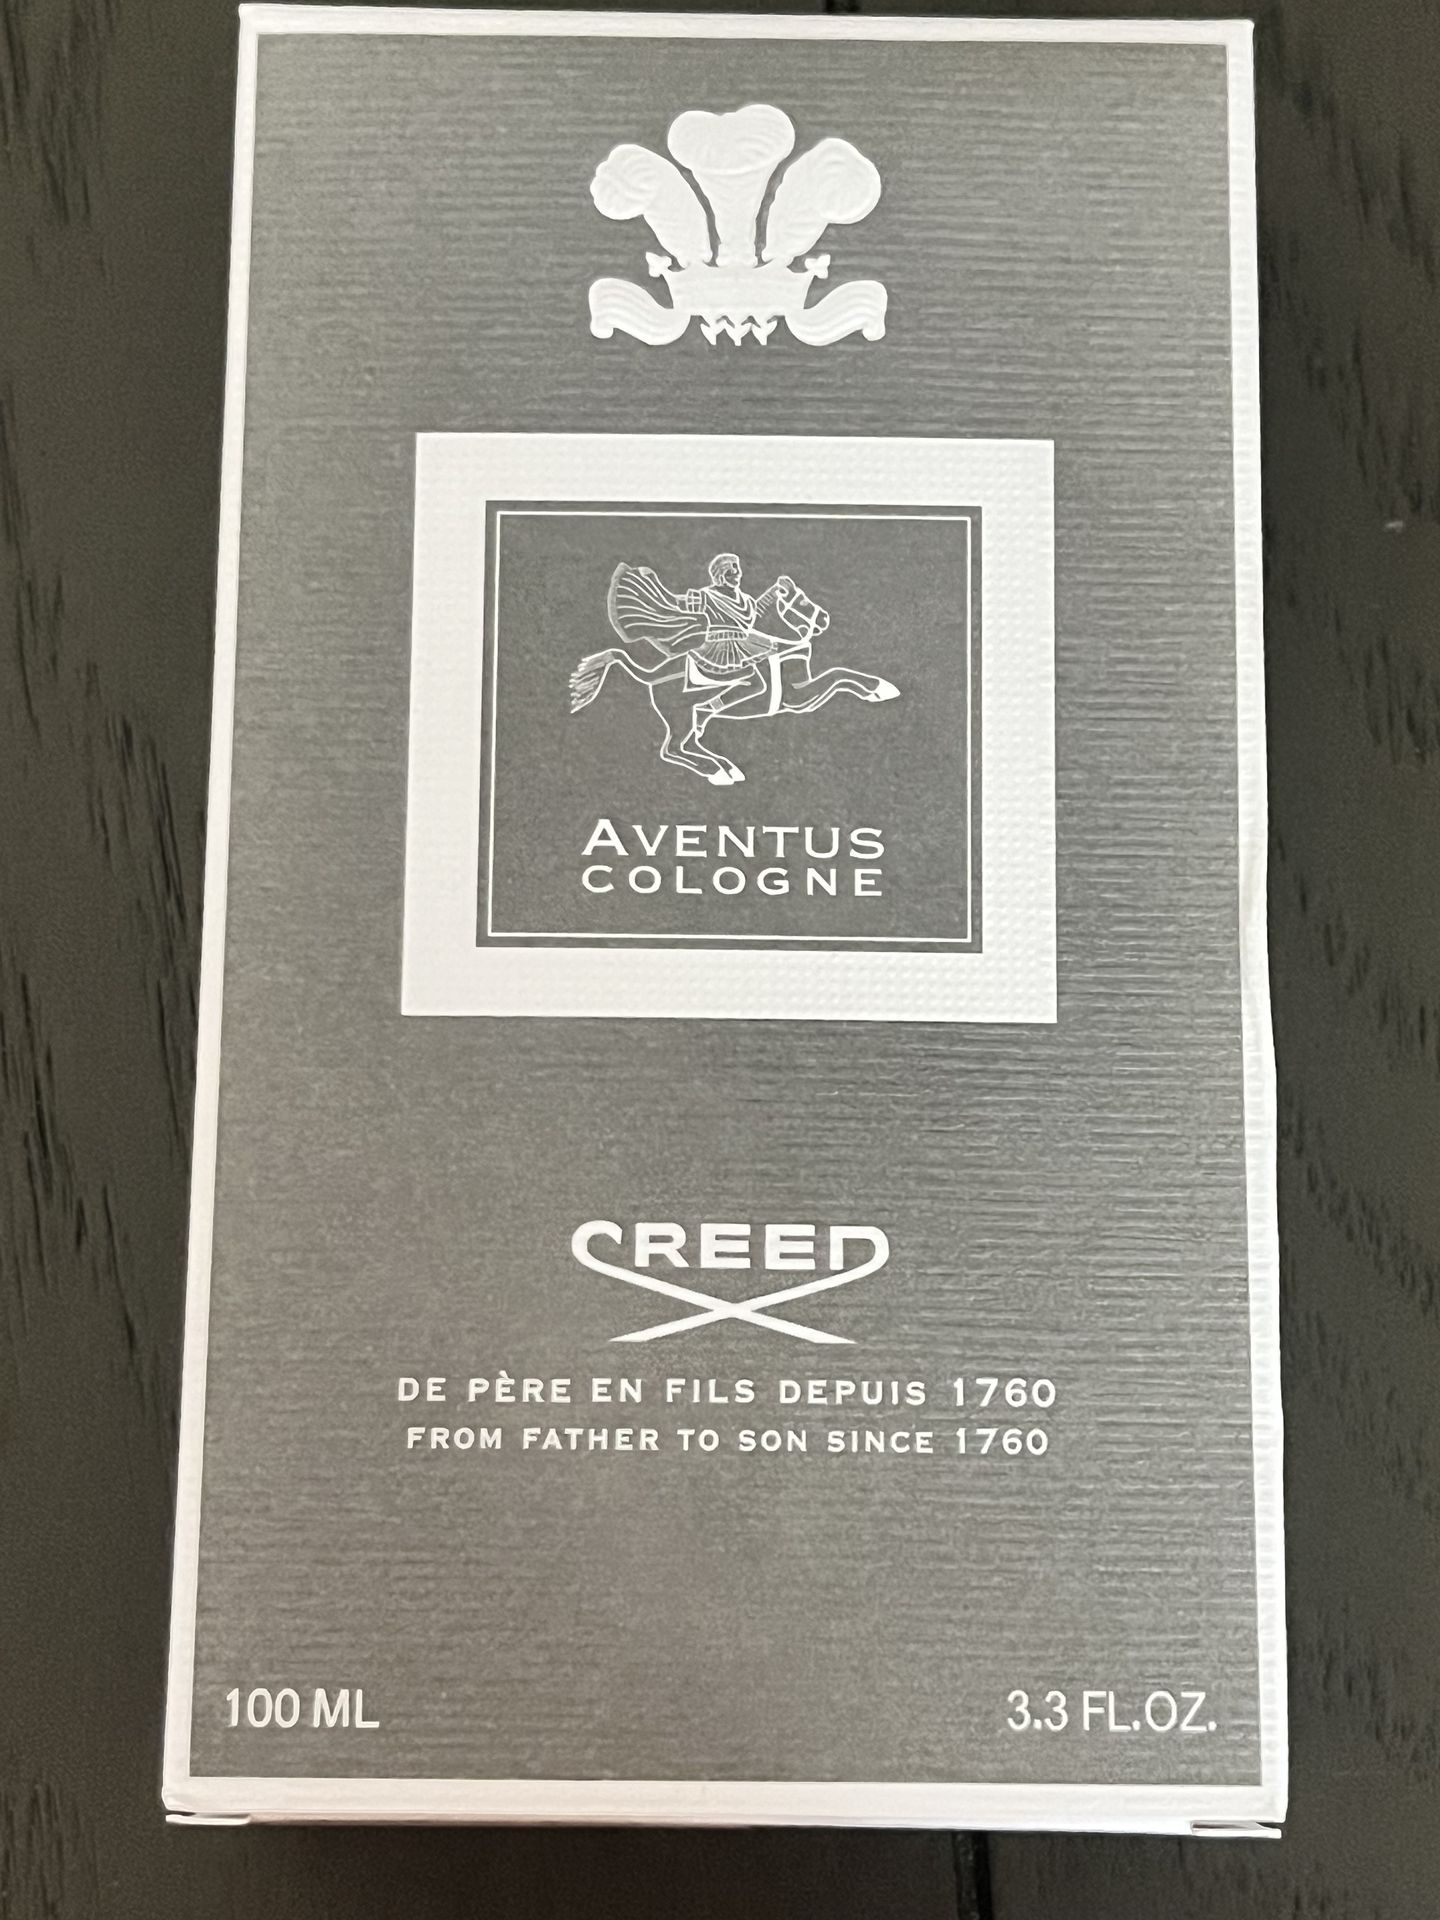 AVENTUS
COLOGNE
CREED
DE PÈRE EN FILS DEPUIS 1760
FROM FATHER TO SON SINCE 1760
100 ML
3.3 FL.OZ.